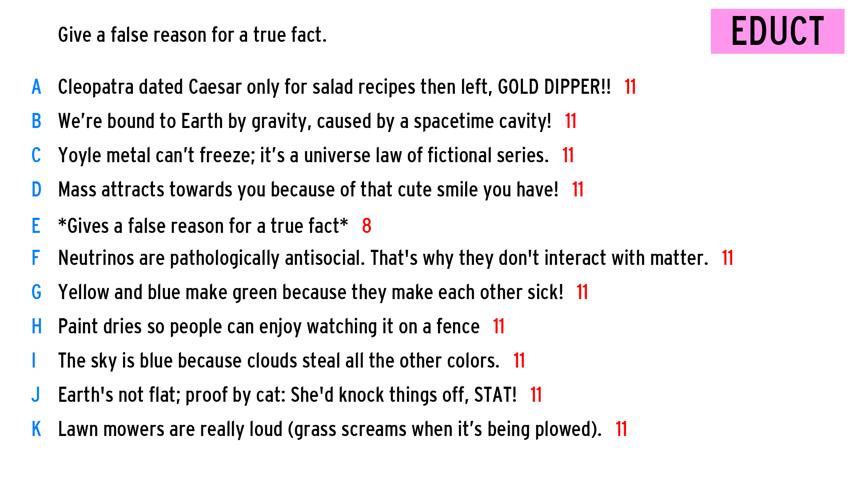 Give a false reason for a true fact.
EDUCT
A Cleopatra dated Caesar only for salad recipes then left, GOLD DIPPER!! 11
B We're bound to Earth by gravity, caused by a spacetime cavity! 11
C Yoyle metal can't freeze; it's a universe law of fictional series. 11
D Mass attracts towards you because of that cute smile you have! 11
E *Gives a false reason for a true fact* 8
F Neutrinos are pathologically antisocial. That's why they don't interact with matter. 11
G Yellow and blue make green because they make each other sick! 11
H Paint dries so people can enjoy watching it on a fence 11
I The sky is blue because clouds steal all the other colors. 11
J Earth's not flat; proof by cat: She'd knock things off, STAT! 11
K Lawn mowers are really loud (grass screams when it's being plowed). 11